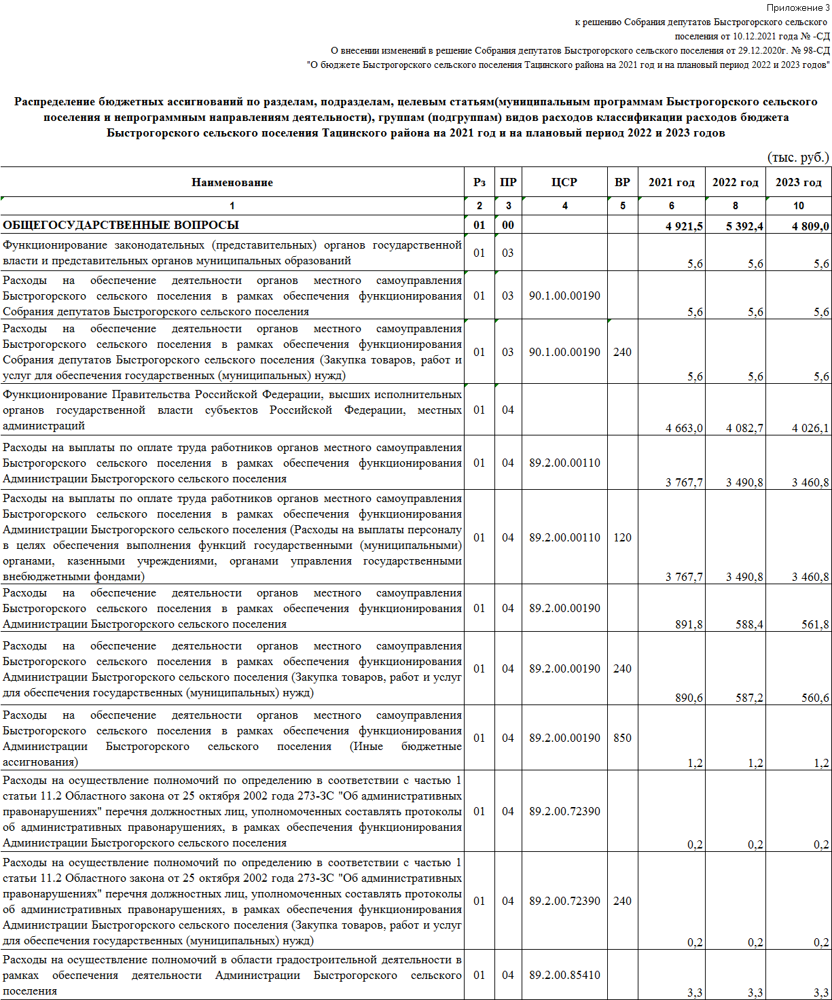 Приложение 3
к решению Собрания депутатов Быстрогорского сельского
поселения от 10.12.2021 года № -СД
О внесении изменений в решение Собрания депутатов Быстрогорского сельского поселения от 29.12.2020г. № 98-СД
"О бюджете Быстрогорского сельского поселения Тацинского района на 2021 год и на плановый период 2022 и 2023 годов"
Распределение бюджетных ассигнований по разделам, подразделам, целевым статьям(муниципальным программам Быстрогорского сельского
поселения и непрограммным направлениям деятельности), группам (подгруппам) видов расходов классификации расходов бюджета
Быстрогорского сельского поселения Тацинского района на 2021 год и на плановый период 2022 и 2023 годов
(тыс. руб.)
Наименование Рз ПР ЦСР ВР 2021 год 2022 год 2023 год
1 2 3 4 5 6 8 10
ОБЩЕГОСУДАРСТВЕННЫЕ ВОПРОСЫ 01 00 4 921,5 5 392,4 4 809,0
Функционирование законодательных (представительных) органов государственной
власти и представительных органов муниципальных образований
01 03 5,6 5,6 5,6
Расходы на обеспечение деятельности органов местного самоуправления
Быстрогорского сельского поселения в рамках обеспечения функционирования
Собрания депутатов Быстрогорского сельского поселения
01 03 90.1.00.00190 5,6 5,6 5,6
Расходы на обеспечение деятельности органов местного самоуправления
Быстрогорского сельского поселения в рамках обеспечения функционирования
Собрания депутатов Быстрогорского сельского поселения (Закупка товаров, работ и
услуг для обеспечения государственных (муниципальных) нужд)
01 03 90.1.00.00190 240 5,6 5,6 5,6
Функционирование Правительства Российской Федерации, высших исполнительных
органов государственной власти субъектов Российской Федерации, местных
администраций
01 04 4 663,0 4 082,7 4 026,1
Расходы на выплаты по оплате труда работников органов местного самоуправления
Быстрогорского сельского поселения в рамках обеспечения функционирования
Администрации Быстрогорского сельского поселения
01 04 89.2.00.00110 3 767,7 3 490,8 3 460,8
Расходы на выплаты по оплате труда работников органов местного самоуправления
Быстрогорского сельского поселения в рамках обеспечения функционирования
Администрации Быстрогорского сельского поселения (Расходы на выплаты персоналу
в целях обеспечения выполнения функций государственными (муниципальными)
органами, казенными учреждениями, органами управления государственными
внебюджетными фондами)
01 04 89.2.00.00110 120 3 767,7 3 490,8 3 460,8
Расходы на обеспечение деятельности органов местного самоуправления
Быстрогорского сельского поселения в рамках обеспечения функционирования
Администрации Быстрогорского сельского поселения
01 04 89.2.00.00190 891,8 588,4 561,8
Расходы на обеспечение деятельности органов местного самоуправления
Быстрогорского сельского поселения в рамках обеспечения функционирования
Администрации Быстрогорского сельского поселения (Закупка товаров, работ и услуг
для обеспечения государственных (муниципальных) нужд)
01 04 89.2.00.00190 240 890,6 587,2 560,6
Расходы на обеспечение деятельности органов местного самоуправления
Быстрогорского сельского поселения в рамках обеспечения функционирования
Администрации Быстрогорского сельского поселения (Иные бюджетные
ассигнования)
01 04 89.2.00.00190 850 1,2 1,2 1,2
Расходы на осуществление полномочий по определению в соответствии с частью 1
статьи 11.2 Областного закона от 25 октября 2002 года 273-ЗС "Об административных
правонарушениях" перечня должностных лиц, уполномоченных составлять протоколы
об административных правонарушениях, в рамках обеспечения функционирования
Администрации Быстрогорского сельского поселения
01 04 89.2.00.72390 0,2 0,2 0,2
Расходы на осуществление полномочий по определению в соответствии с частью 1
статьи 11.2 Областного закона от 25 октября 2002 года 273-ЗС "Об административных
правонарушениях" перечня должностных лиц, уполномоченных составлять протоколы
об административных правонарушениях, в рамках обеспечения функционирования
Администрации Быстрогорского сельского поселения (Закупка товаров, работ и услуг
для обеспечения государственных (муниципальных) нужд)
01 04 89.2.00.72390 240 0,2 0,2 0,2
Расходы на осуществление полномочий в области градостроительной деятельности в
рамках обеспечения деятельности Администрации Быстрогорского сельского
поселения
01 04 89.2.00.85410 3,3 3,3 3,3